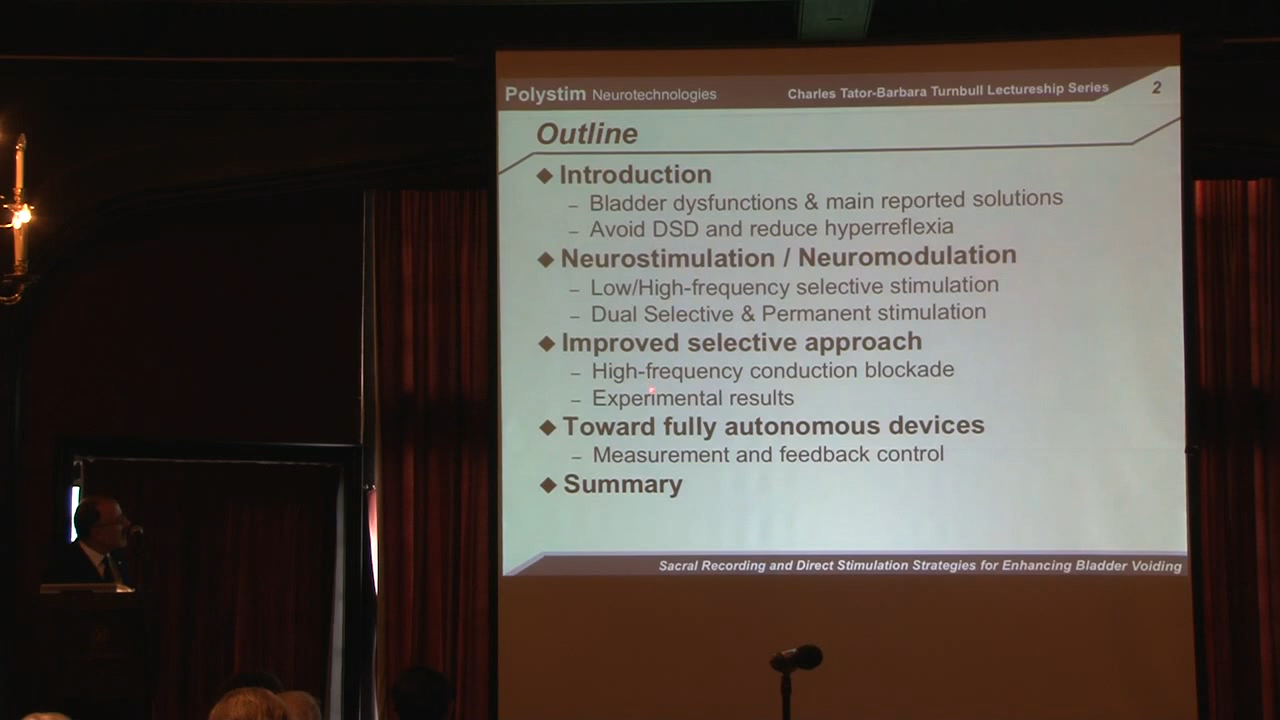 Polystim Neurotechnologies
Charles Tator-Barbara Turnbull Lectureship Series
2
Outline
◆ Introduction
– Bladder dysfunctions & main reported solutions
– Avoid DSD and reduce hyperreflexia
◆ Neurostimulation / Neuromodulation
– Low/High-frequency selective stimulation
– Dual Selective & Permanent stimulation
◆ Improved selective approach
– High-frequency conduction blockade
– Experimental results
◆ Toward fully autonomous devices
– Measurement and feedback control
◆ Summary
Sacral Recording and Direct Stimulation Strategies for Enhancing Bladder Voiding